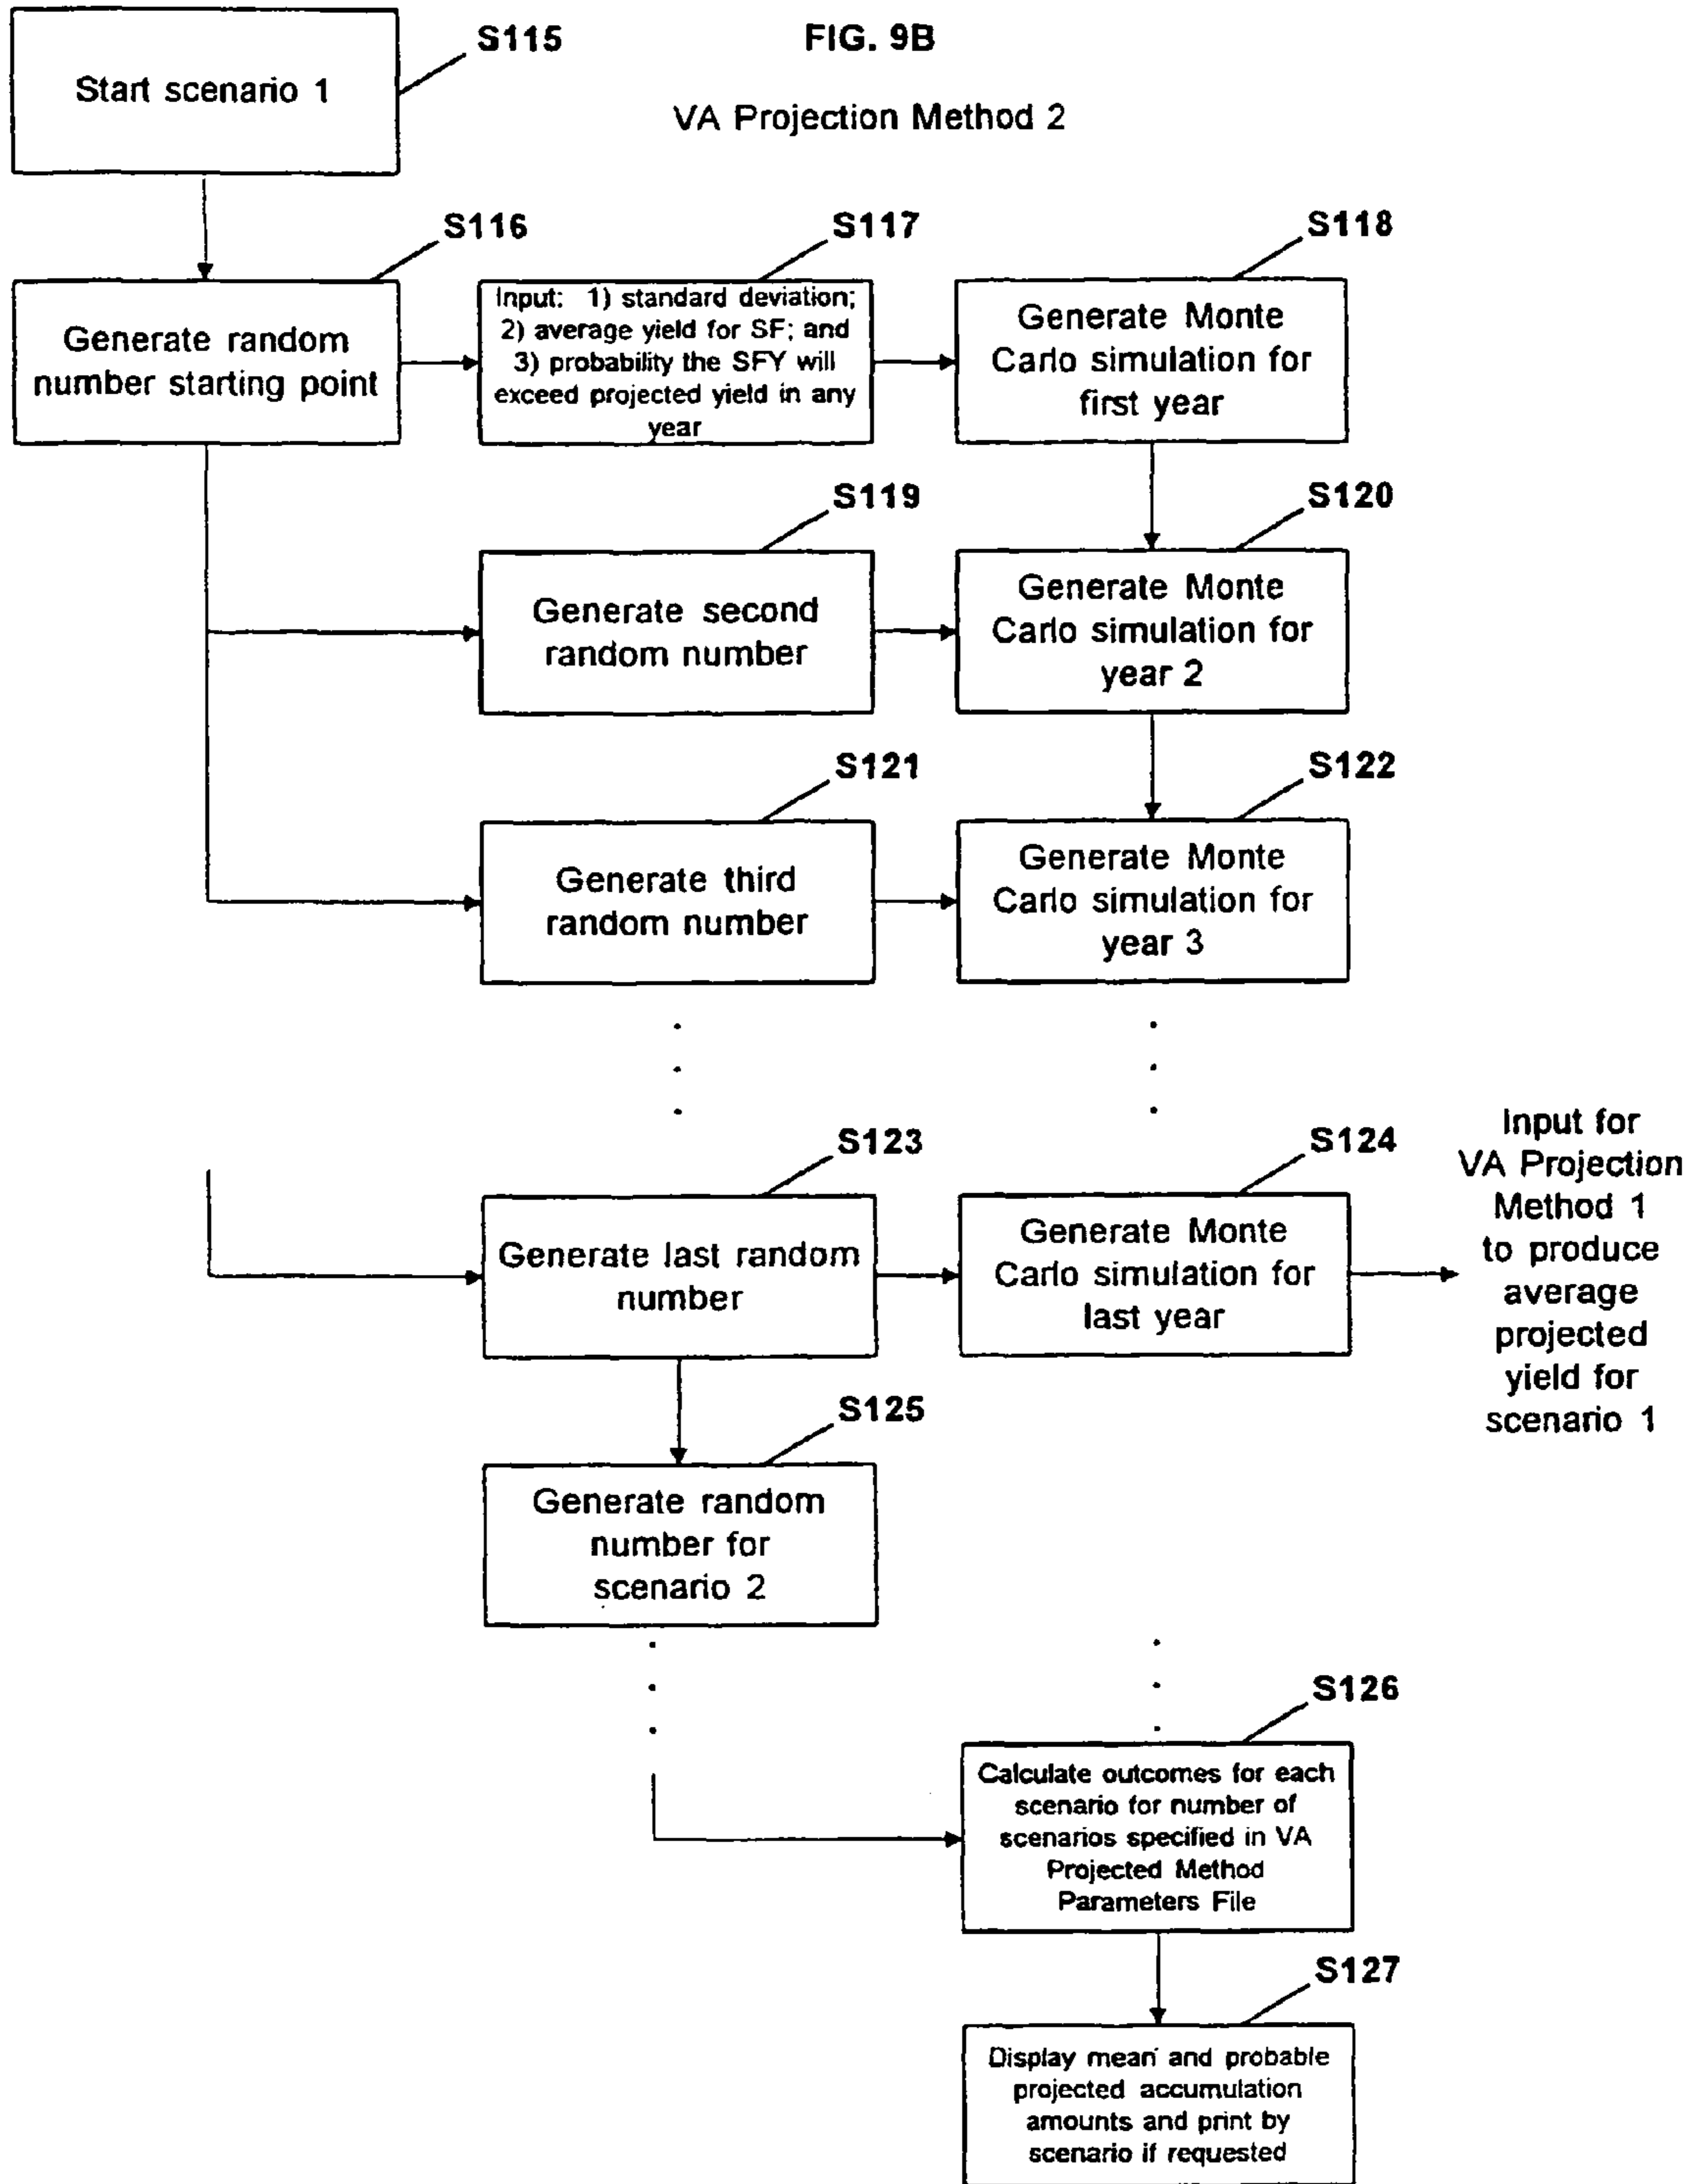 S115
FIG. 9B
Start scenario 1
VA Projection Method 2
S116
S117
S118
Generate random
number starting point
Input: 1) standard deviation;
2) average yield for SF; and
3) probability the SFY will
exceed projected yield in any
year
Generate Monte
Carlo simulation for
first year
S119
S120
Generate second
random number
Generate Monte
Carlo simulation for
year 2
S121
S122
Generate third
random number
Generate Monte
Carlo simulation for
year 3
S123
S124
Generate last random
number
Generate Monte
Carlo simulation for
last year
Input for
VA Projection
Method 1
to produce
average
projected
yield for
scenario 1
S125
Generate random
number for
scenario 2
S126
Calculate outcomes for each
scenario for number of
scenarios specified in VA
Projected Method
Parameters File
S127
Display mean and probable
projected accumulation
amounts and print by
scenario if requested